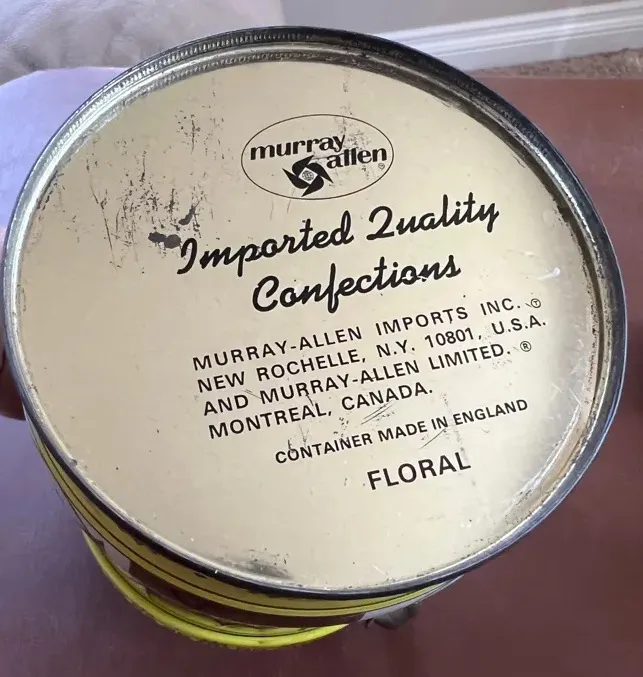 murray
allen ®
Imported Quality
Confections
MURRAY-ALLEN IMPORTS INC. Ⓣ
NEW ROCHELLE, N.Y. 10801, U.S.A.
AND MURRAY-ALLEN LIMITED. ®
MONTREAL, CANADA.
CONTAINER MADE IN ENGLAND
FLORAL